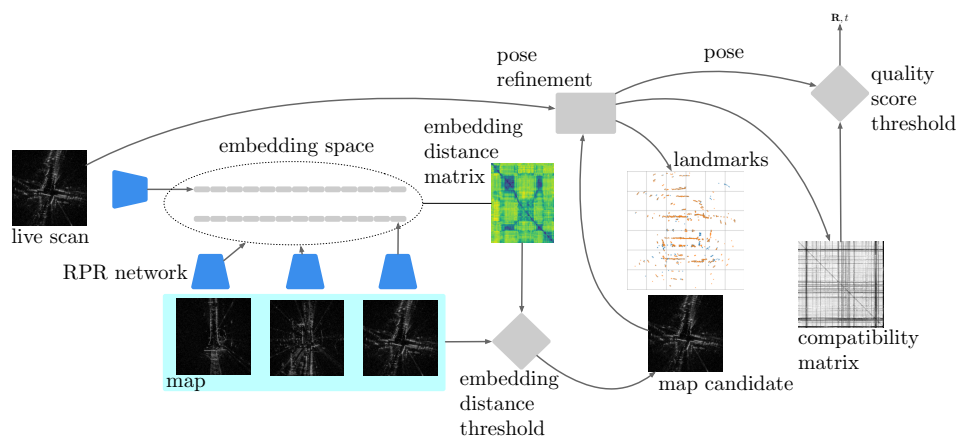 R, t
pose
refinement
pose
quality
score
threshold
embedding
distance
matrix
embedding space
landmarks
live scan
RPR network
map
compatibility
matrix
map candidate
embedding
distance
threshold